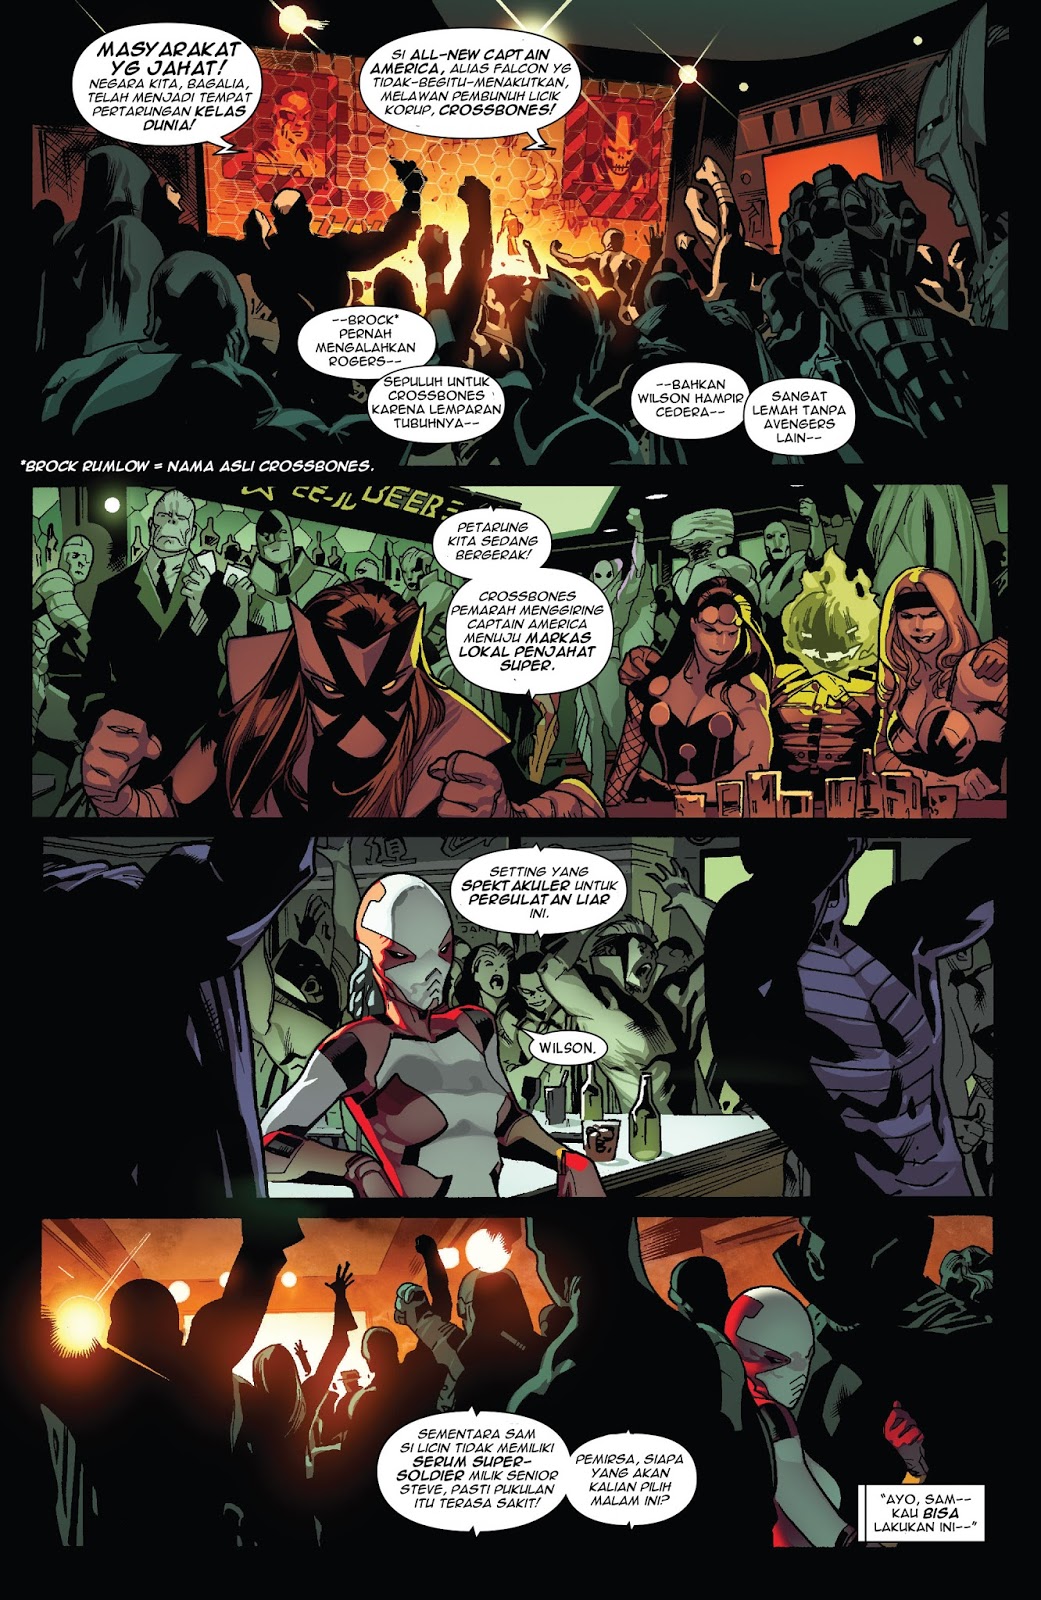 MASYARAKAT
YG JAHAT!
NEGARA KITA, BAGALIA,
TELAH MENJADI TEMPAT
PERTARUNGAN KELAS
DUNIA!
SI ALL-NEW CAPTAIN
AMERICA, ALIAS FALCON YG
TIDAK-BEGITU-MENAKUTKAN,
MELAWAN PEMBUNUH LICIK
KORUP, CROSSBONES!
--BROCK*
PERNAH
MENGALAHKAN
ROGERS--
SEPULUH UNTUK
CROSSBONES
KARENA LEMPARAN
TUBUHNYA--
--BAHKAN
WILSON HAMPIR
CEDERA--
SANGAT
LEMAH TANPA
AVENGERS
LAIN--
*BROCK RUMLOW = NAMA ASLI CROSSBONES.
BEER
PETARUNG
KITA SEDANG
BERGERAK!
CROSSBONES
PEMARAH MENGGIRING
CAPTAIN AMERICA
MENUJU MARKAS
LOKAL PENJAHAT
SUPER.
SETTING YANG
SPEKTAKULER UNTUK
PERGULATAN LIAR
INI.
WILSON.
SEMENTARA SAM
SI LICIN TIDAK MEMILIKI
SERUM SUPER-
SOLDIER MILIK SENIOR
STEVE, PASTI PUKULAN
ITU TERASA SAKIT!
PEMIRSA, SIAPA
YANG AKAN
KALIAN PILIH
MALAM INI?
"AYO, SAM--
KAU BISA
LAKUKAN INI--"